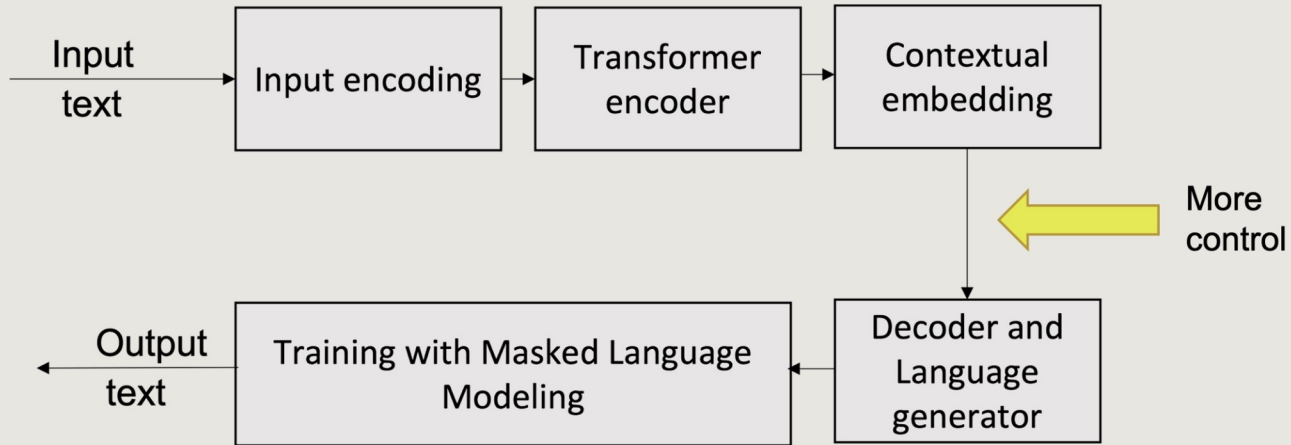 Input
text
Input encoding
Transformer
encoder
Contextual
embedding
More
control
Decoder and
Language
generator
Training with Masked Language
Modeling
Output
text